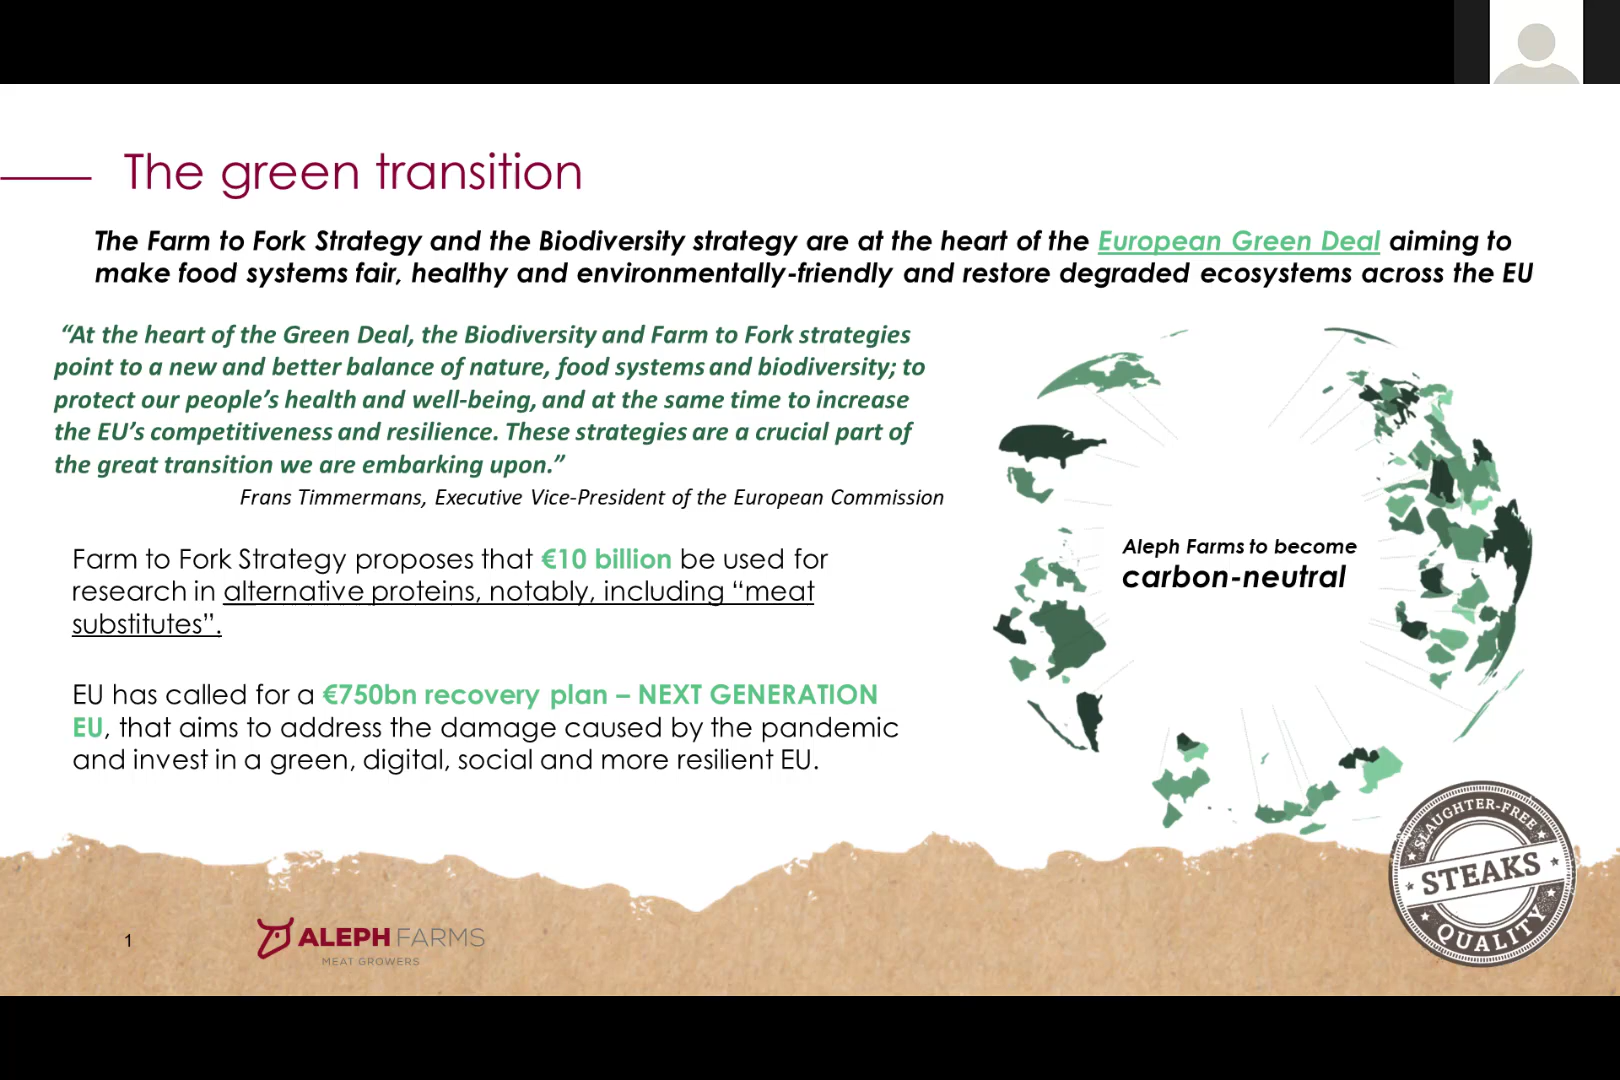 The green transition
The Farm to Fork Strategy and the Biodiversity strategy are at the heart of the European Green Deal aiming to
make food systems fair, healthy and environmentally-friendly and restore degraded ecosystems across the EU
“At the heart of the Green Deal, the Biodiversity and Farm to Fork strategies
point to a new and better balance of nature, food systems and biodiversity; to
protect our people’s health and well-being, and at the same time to increase
the EU’s competitiveness and resilience. These strategies are a crucial part of
the great transition we are embarking upon.”
Frans Timmermans, Executive Vice-President of the European Commission
Farm to Fork Strategy proposes that €10 billion be used for
research in alternative proteins, notably, including “meat
substitutes”.
EU has called for a €750bn recovery plan – NEXT GENERATION
EU, that aims to address the damage caused by the pandemic
and invest in a green, digital, social and more resilient EU.
Aleph Farms to become
carbon-neutral
SLAUGHTER-FREE
STEAKS
QUALITY
1
ALEPH FARMS
MEAT GROWERS